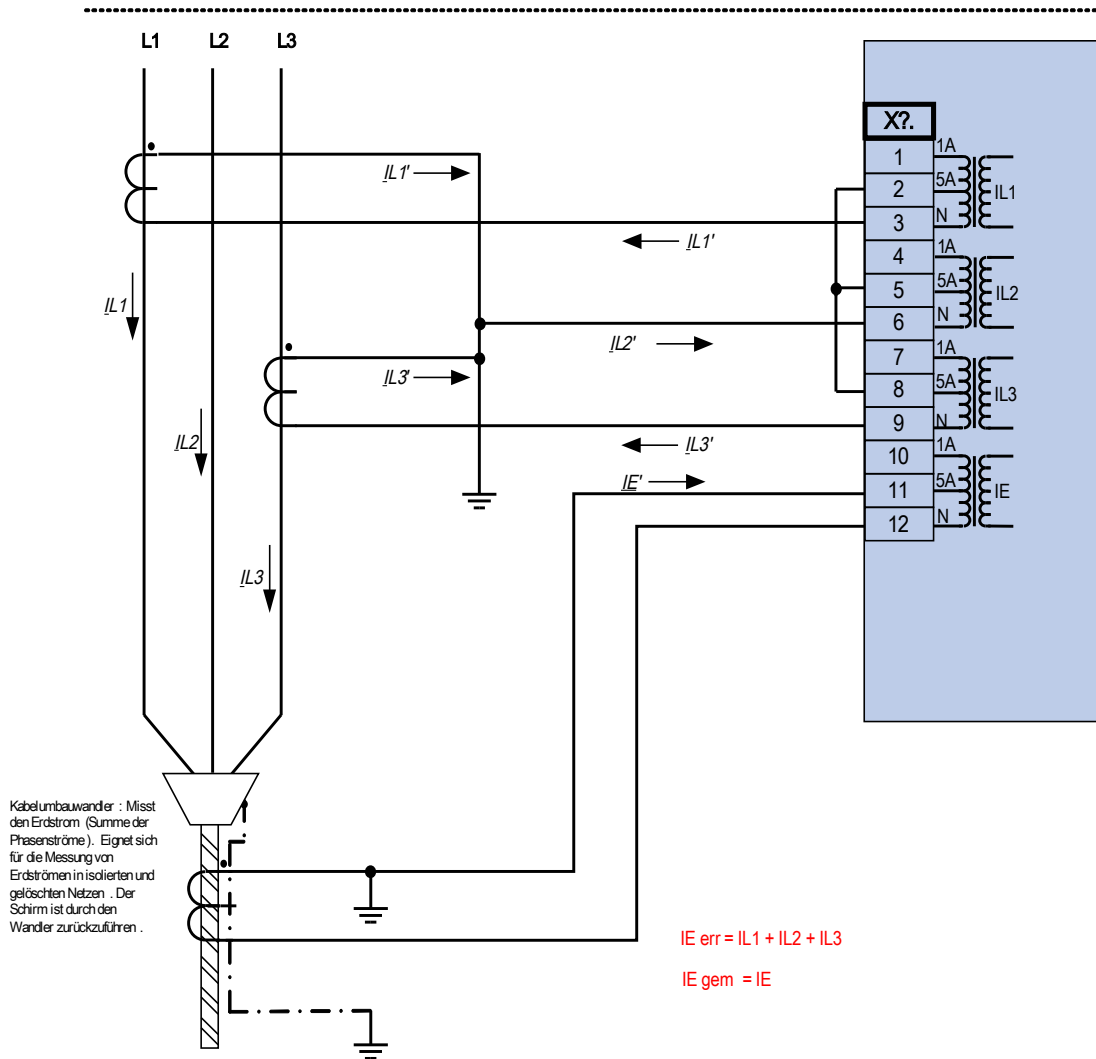 L1 L2 L3
X?.
1 1A
2 5A IL1
3 N
4 1A
5 5A IL2
6 N
7 1A
8 5A IL3
9 N
10 1A
11 5A IE
12 N
IL1'
IL1'
IL1
IL2'
IL3'
IL2
IL3'
IE'
IL3
Kabelumbauwandler : Misst
den Erdstrom (Summe der
Phasenströme ). Eignet sich
für die Messung von
Erdströmen in isolierten und
gelöschten Netzen . Der
Schirm ist durch den
Wandler zurückzuführen .
IE err = IL1 + IL2 + IL3
IE gem = IE